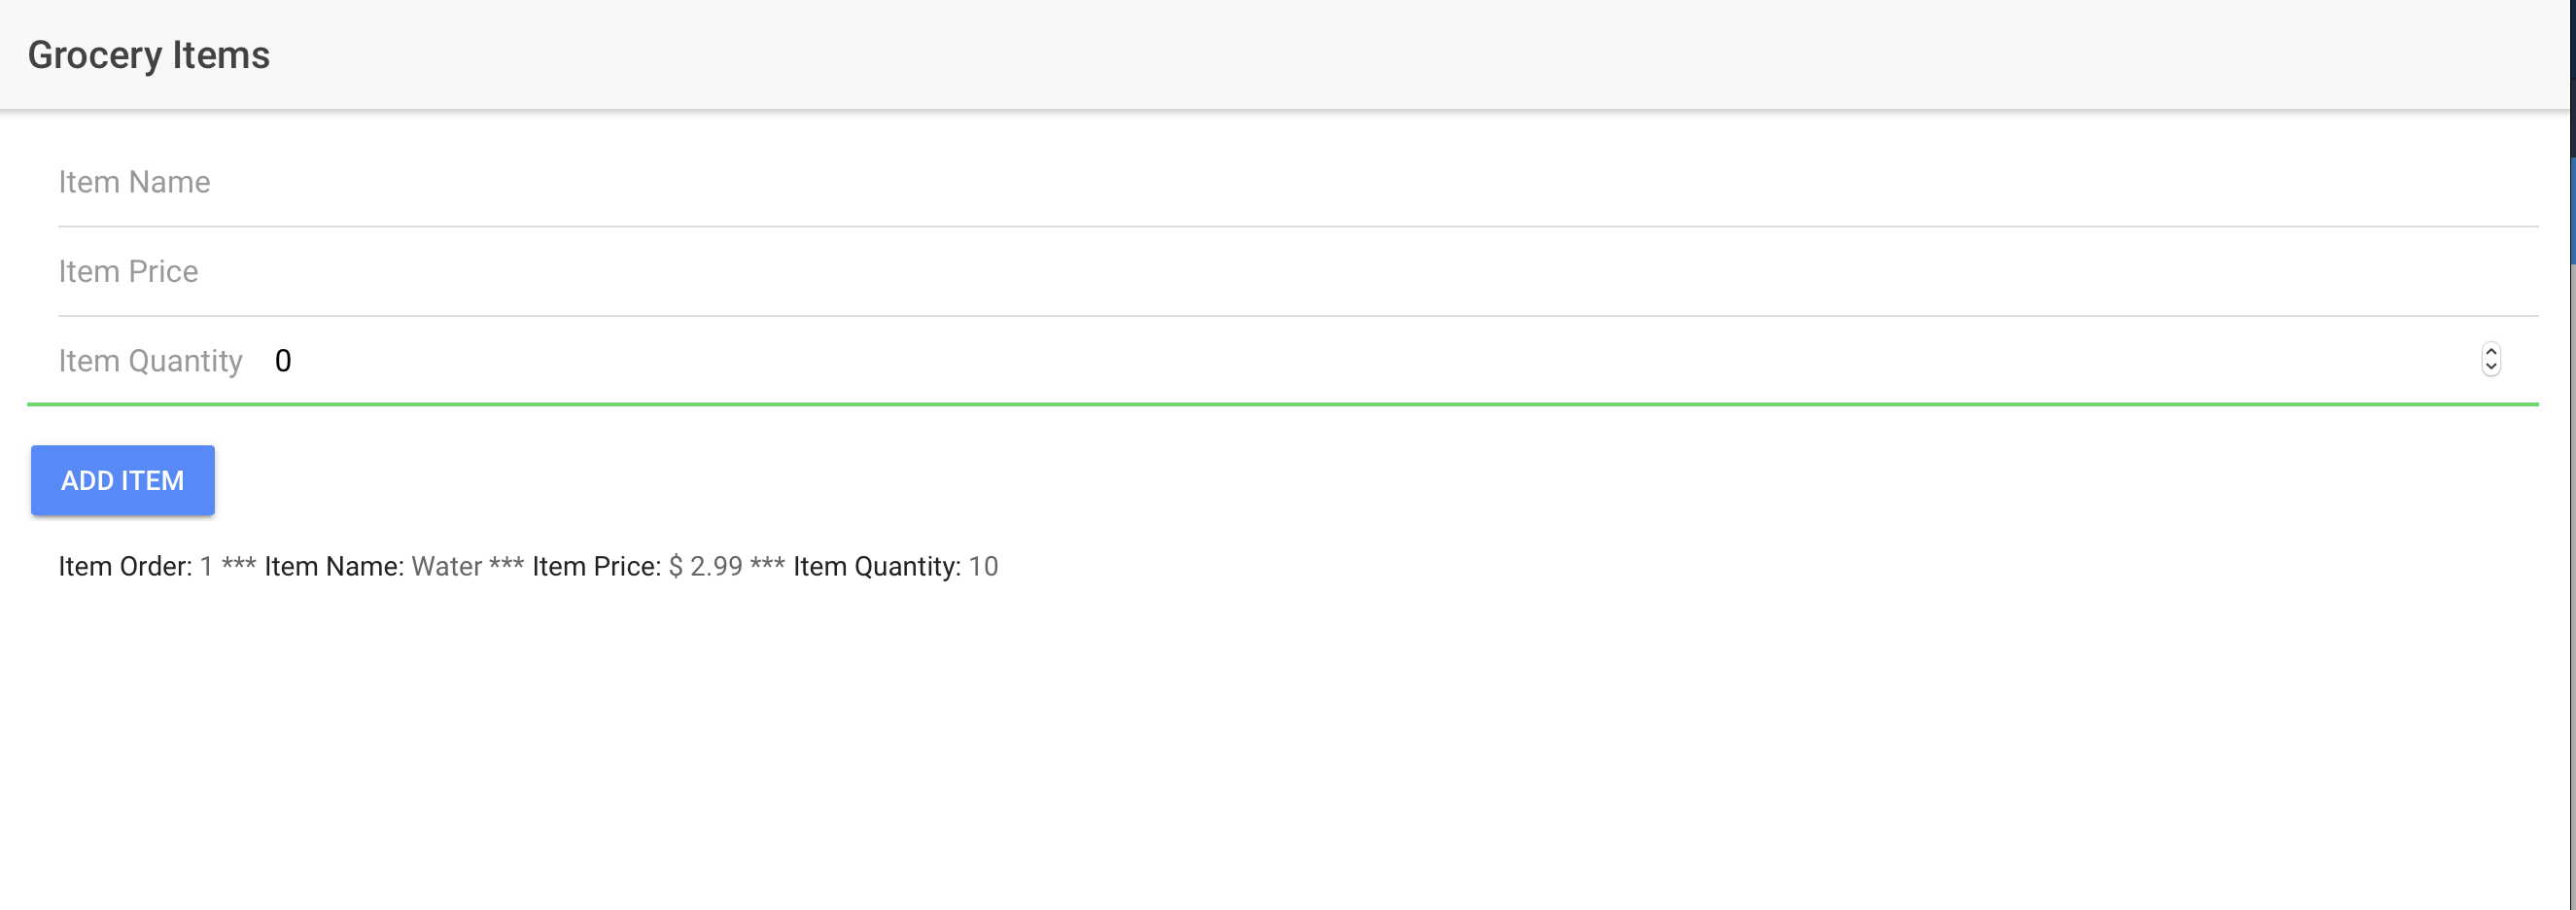 Grocery Items
Item Name
Item Price
Item Quantity 0
ADD ITEM
Item Order: 1 *** Item Name: Water *** Item Price: $ 2.99 *** Item Quantity: 10